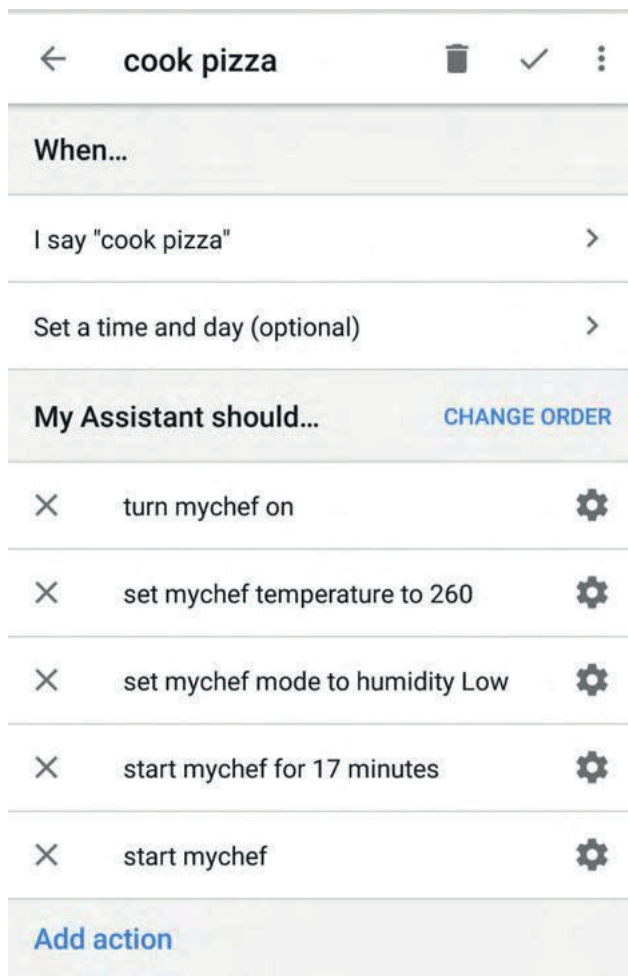 cook pizza
When...
I say "cook pizza"
Set a time and day (optional)
My Assistant should...
CHANGE ORDER
turn mychef on
set mychef temperature to 260
set mychef mode to humidity Low
start mychef for 17 minutes
start mychef
Add action